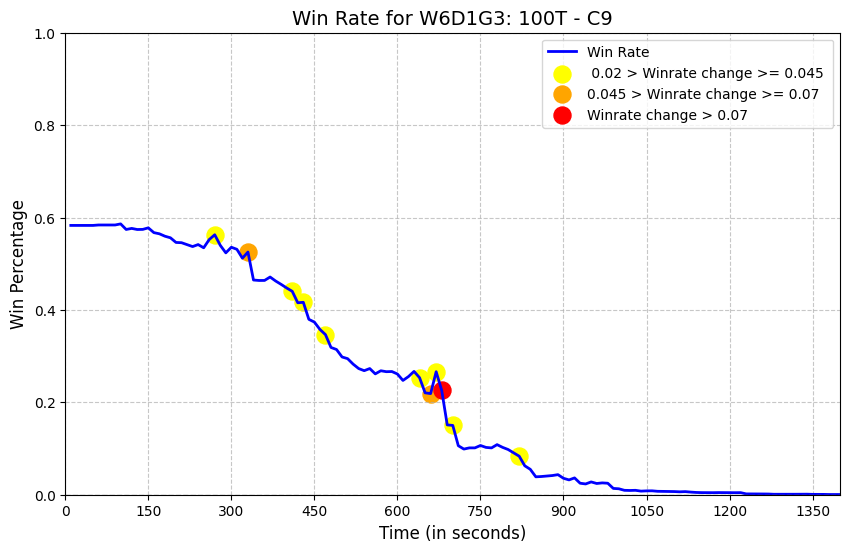 Win Rate for W6D1G3: 100T - C9
Win Rate
0.02 > Winrate change >= 0.045
0.045 > Winrate change >= 0.07
Winrate change > 0.07
Win Percentage
1.0
0.8
0.6
0.4
0.2
0.0
0 150 300 450 600 750 900 1050 1200 1350
Time (in seconds)